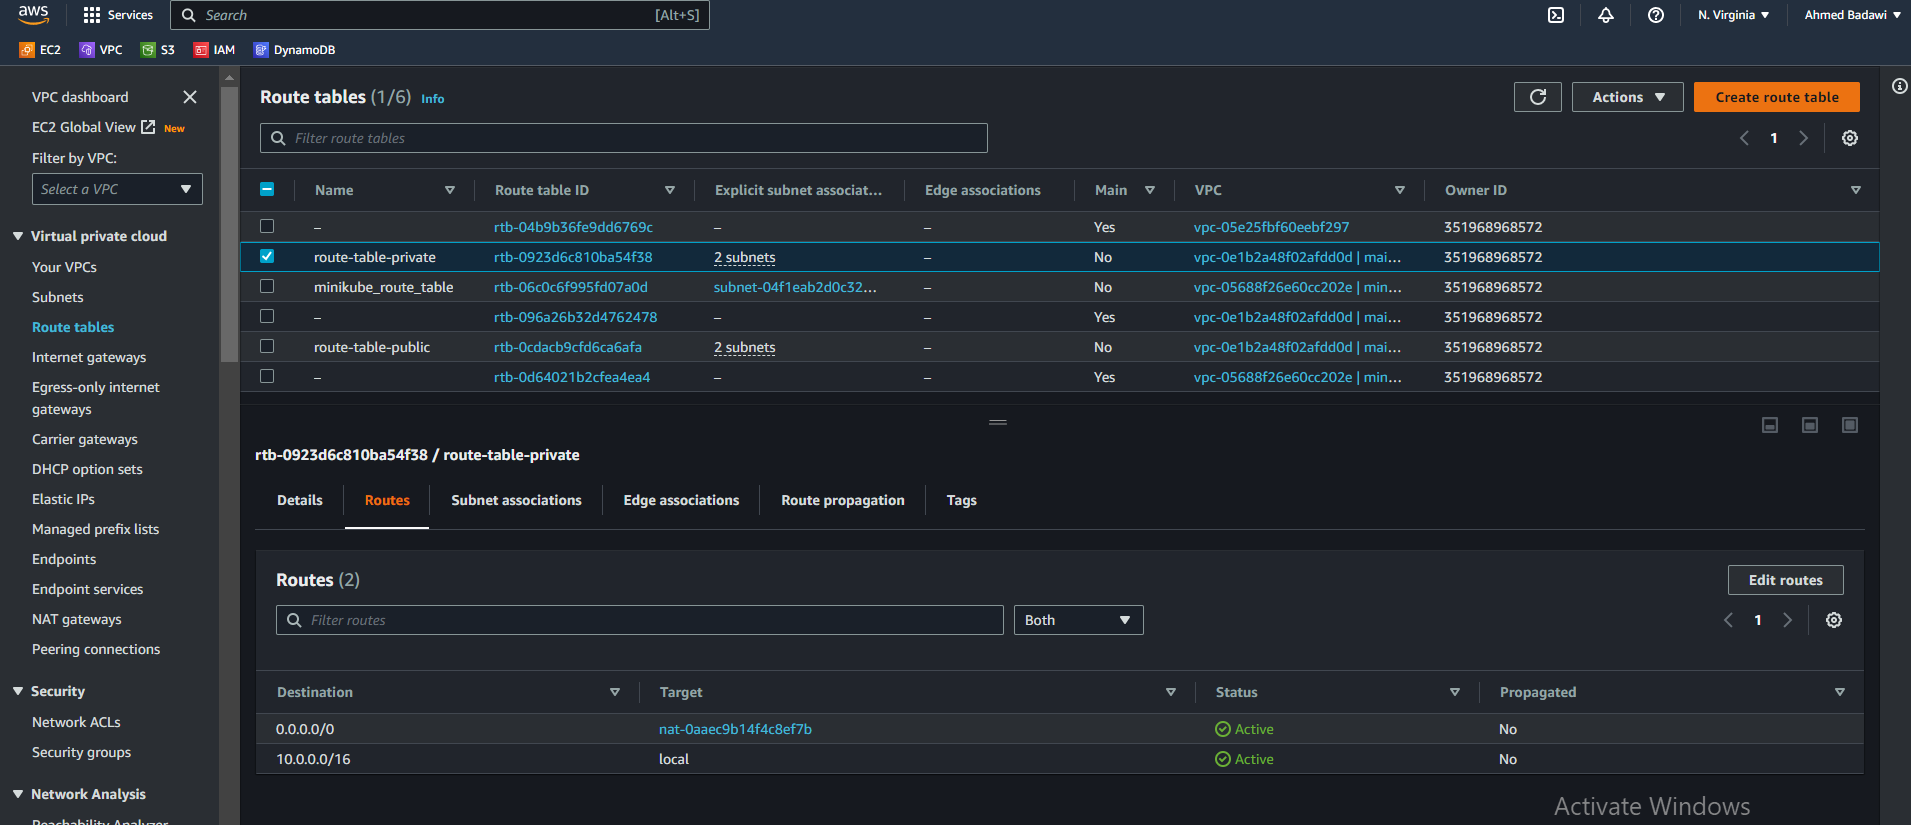 aws Services Search [Alt+S] N. Virginia Ahmed Badawi
EC2 VPC S3 IAM DynamoDB
VPC dashboard
EC2 Global View New
Filter by VPC:
Select a VPC
Virtual private cloud
Your VPCs
Subnets
Route tables
Internet gateways
Egress-only internet
gateways
Carrier gateways
DHCP option sets
Elastic IPs
Managed prefix lists
Endpoints
Endpoint services
NAT gateways
Peering connections
Security
Network ACLs
Security groups
Network Analysis
Reachability Analyzer
Route tables (1/6) Info Actions Create route table
Filter route tables 1
Name Route table ID Explicit subnet associat... Edge associations Main VPC Owner ID
– rtb-04b9b36fe9dd6769c – – Yes vpc-05e25fbf60eebf297 351968968572
route-table-private rtb-0923d6c810ba54f38 2 subnets – No vpc-0e1b2a48f02afdd0d | mai... 351968968572
minikube_route_table rtb-06c0c6f995fd07a0d subnet-04f1eab2d0c32... – No vpc-05688f26e60cc202e | min... 351968968572
– rtb-096a26b32d4762478 – – Yes vpc-0e1b2a48f02afdd0d | mai... 351968968572
route-table-public rtb-0cdacb9cfd6ca6afa 2 subnets – No vpc-0e1b2a48f02afdd0d | mai... 351968968572
– rtb-0d64021b2cfea4ea4 – – Yes vpc-05688f26e60cc202e | min... 351968968572
rtb-0923d6c810ba54f38 / route-table-private
Details Routes Subnet associations Edge associations Route propagation Tags
Routes (2) Edit routes
Filter routes Both 1
Destination Target Status Propagated
0.0.0.0/0 nat-0aaec9b14f4c8ef7b Active No
10.0.0.0/16 local Active No
Activate Windows